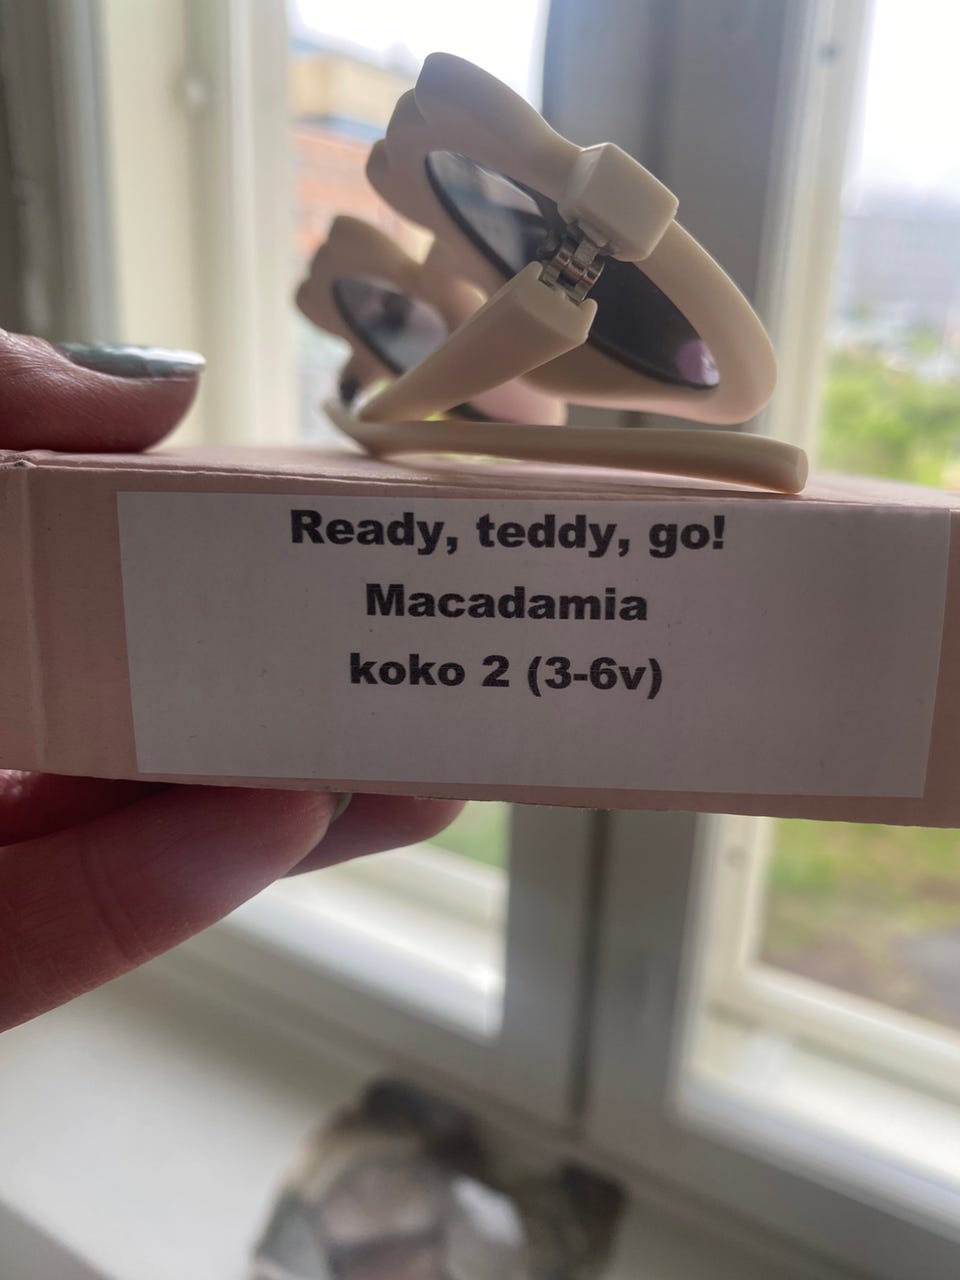 Ready, teddy, go!
Macadamia
koko 2 (3-6v)